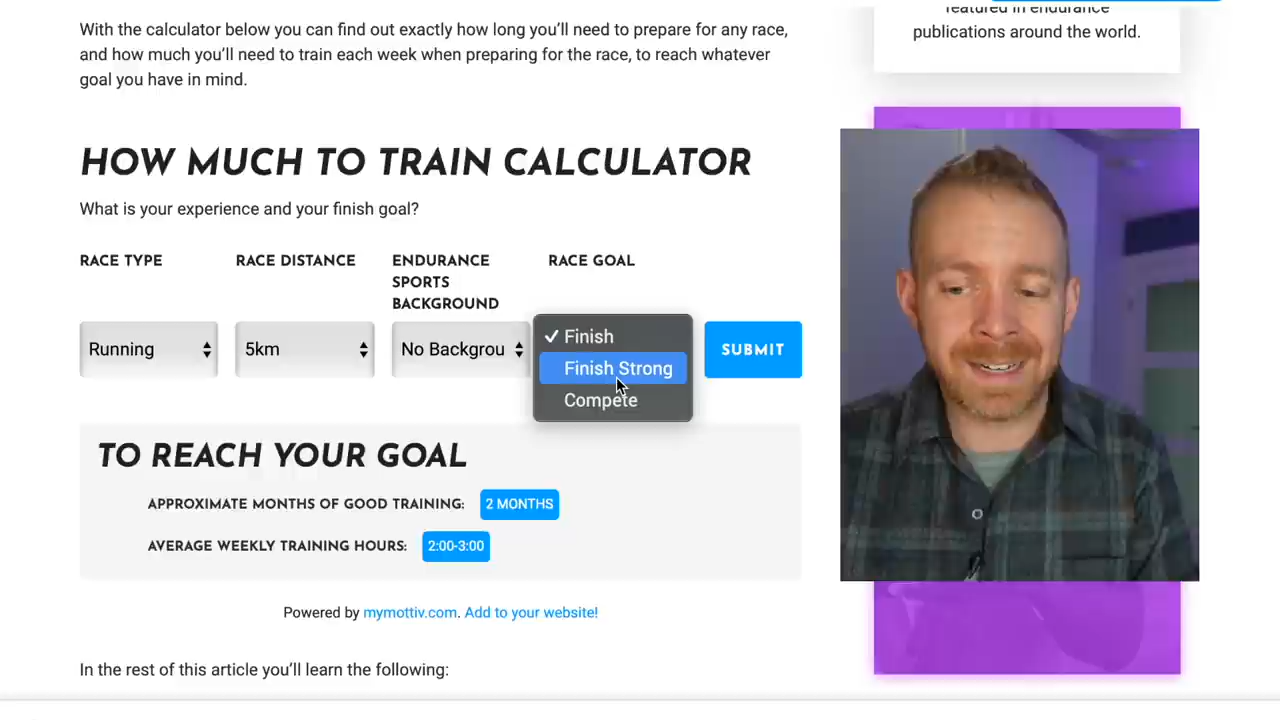 With the calculator below you can find out exactly how long you'll need to prepare for any race,
and how much you'll need to train each week when preparing for the race, to reach whatever
goal you have in mind.
featured in endurance
publications around the world.
HOW MUCH TO TRAIN CALCULATOR
What is your experience and your finish goal?
RACE TYPE
RACE DISTANCE
ENDURANCE
SPORTS
BACKGROUND
RACE GOAL
Running
5km
No Backgrou
Finish
Finish Strong
Compete
SUBMIT
TO REACH YOUR GOAL
APPROXIMATE MONTHS OF GOOD TRAINING: 2 MONTHS
AVERAGE WEEKLY TRAINING HOURS: 2:00-3:00
Powered by mymottiv.com. Add to your website!
In the rest of this article you'll learn the following: